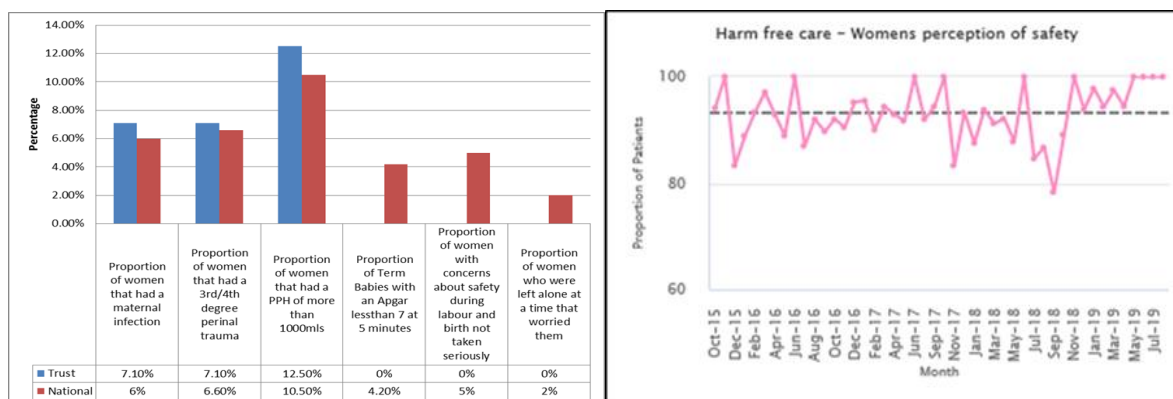 14.00%
12.00%
10.00%
8.00%
6.00%
4.00%
2.00%
0.00%
Percentage
Proportion
of women
that had a
maternal
infection
Proportion
of women
that had a
3rd/4th
degree
perinal
trauma
Proportion
of women
that had a
PPH of more
than
1000mls
Proportion
of Term
Babies with
an Apgar
lessthan 7 at
5 minutes
Proportion
of women
with
concerns
about safety
during
labour and
birth not
taken
seriously
Proportion
of women
who were
left alone at
a time that
worried
them
Trust 7.10% 7.10% 12.50% 0% 0% 0%
National 6% 6.60% 10.50% 4.20% 5% 2%
Harm free care – Womens perception of safety
100
80
60
Proportion of Patients
Oct-15
Dec-15
Feb-16
Apr-16
Jun-16
Aug-16
Oct-16
Dec-16
Feb-17
Apr-17
Jun-17
Sep-17
Nov-17
Jan-18
Mar-18
May-18
Jul-18
Sep-18
Nov-18
Jan-19
Mar-19
May-19
Jul-19
Month